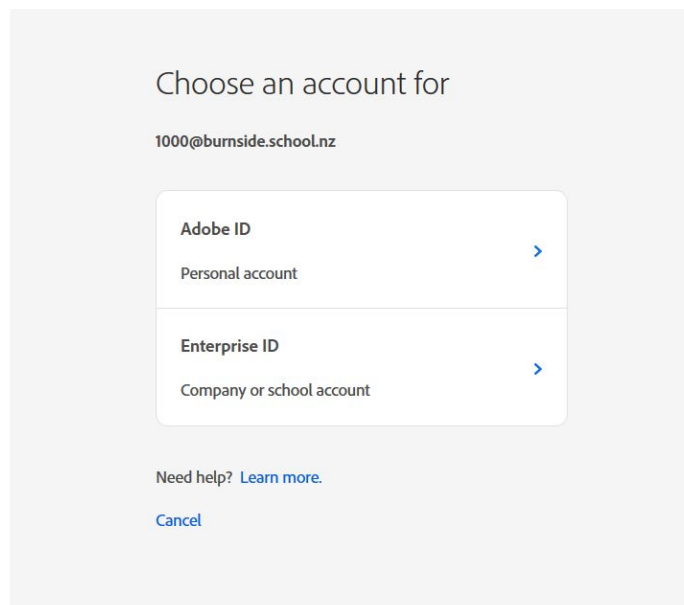 Choose an account for
1000@burnside.school.nz
Adobe ID
Personal account
Enterprise ID
Company or school account
Need help? Learn more.
Cancel